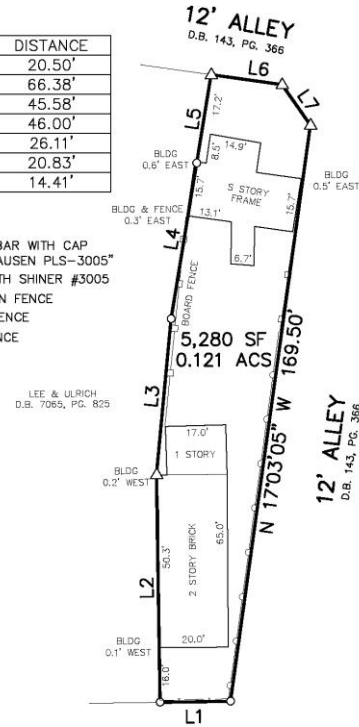 DISTANCE
20.50'
66.38'
45.58'
46.00'
26.11'
20.83'
14.41'
BAR WITH CAP
AUSEN PLS-3005"
TH SHINER #3005
N FENCE
ENCE
NCE
12' ALLEY
D.B. 143, PG. 366
L6
L7
L5
17.2'
BLDG
0.6' EAST
8.5'
14.9'
BLDG
0.5' EAST
S STORY
FRAME
15.7'
15.7'
BLDG & FENCE
0.3' EAST
13.1'
6.7'
L4
BOARD FENCE
5,280 SF
0.121 ACS
N 17°03'05" W 169.50'
12' ALLEY
D.B. 143, PG. 366
LEE & ULRICH
D.B. 7065, PG. 825
L3
17.0'
1 STORY
BLDG
0.2' WEST
L2
50.3'
2 STORY BRICK
65.0'
BLDG
0.1' WEST
20.0'
16.0'
L1